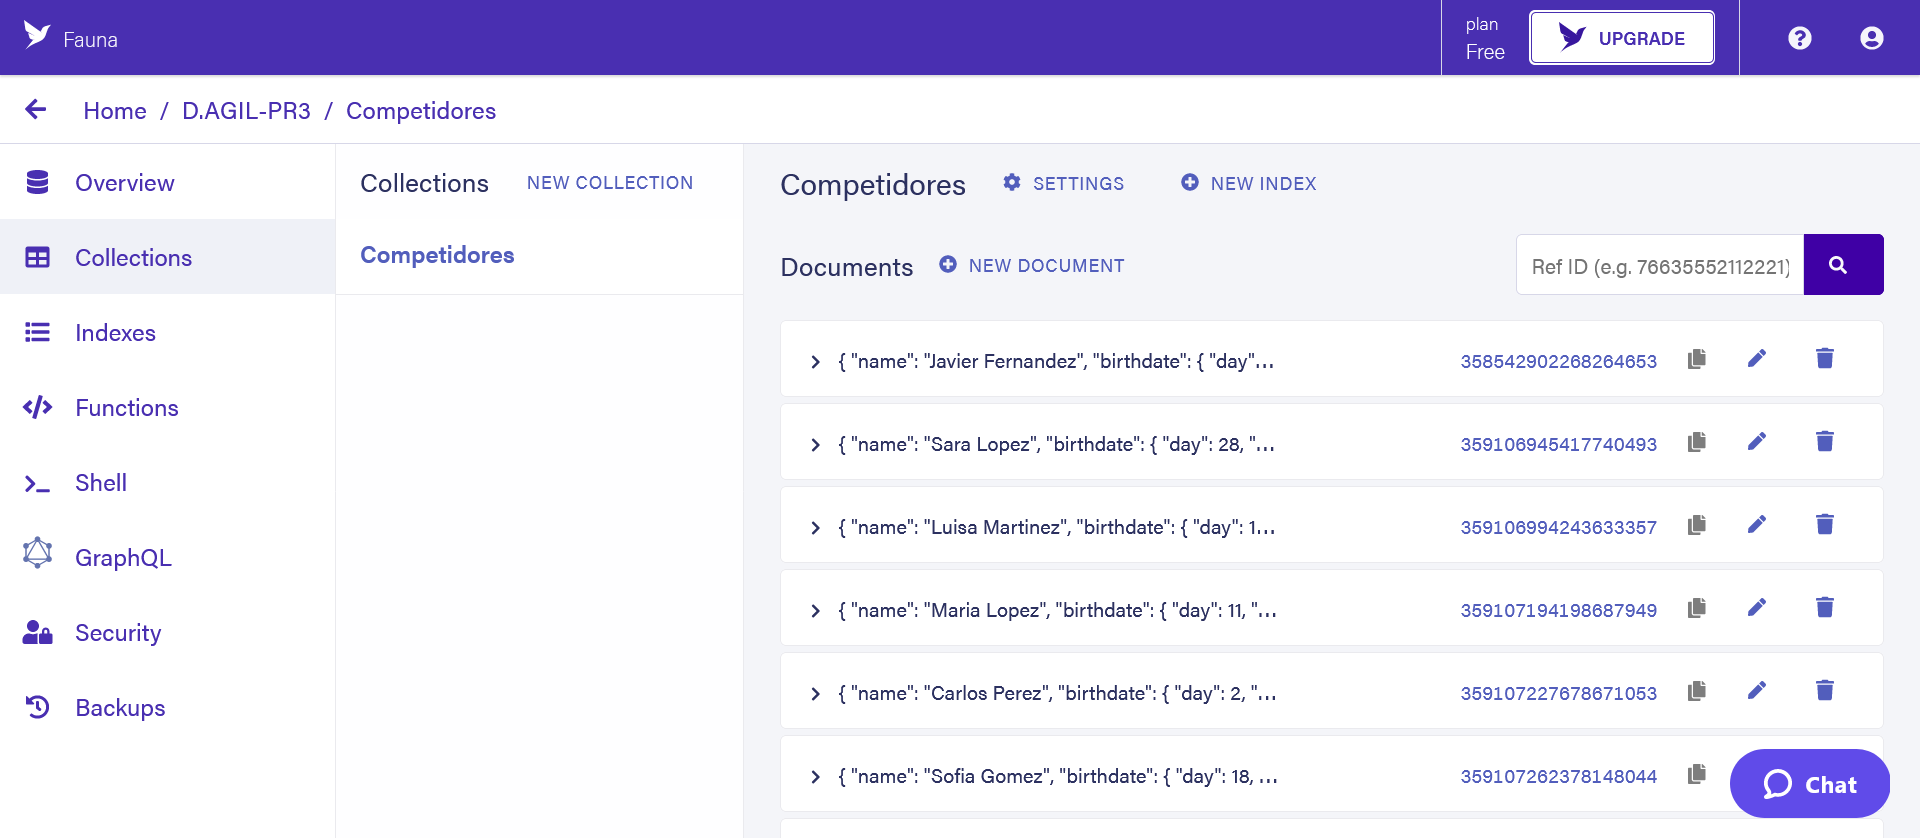 Fauna
plan
Free
UPGRADE
Home / D.AGIL-PR3 / Competidores
Overview
Collections
Indexes
Functions
Shell
GraphQL
Security
Backups
Collections
NEW COLLECTION
Competidores
Competidores
SETTINGS
NEW INDEX
Documents
NEW DOCUMENT
Ref ID (e.g. 76635552112221)
{ "name": "Javier Fernandez", "birthdate": { "day"... 358542902268264653
{ "name": "Sara Lopez", "birthdate": { "day": 28, "... 359106945417740493
{ "name": "Luisa Martinez", "birthdate": { "day": 1... 359106994243633357
{ "name": "Maria Lopez", "birthdate": { "day": 11, "... 359107194198687949
{ "name": "Carlos Perez", "birthdate": { "day": 2, "... 359107227678671053
{ "name": "Sofia Gomez", "birthdate": { "day": 18, ... 359107262378148044
Chat